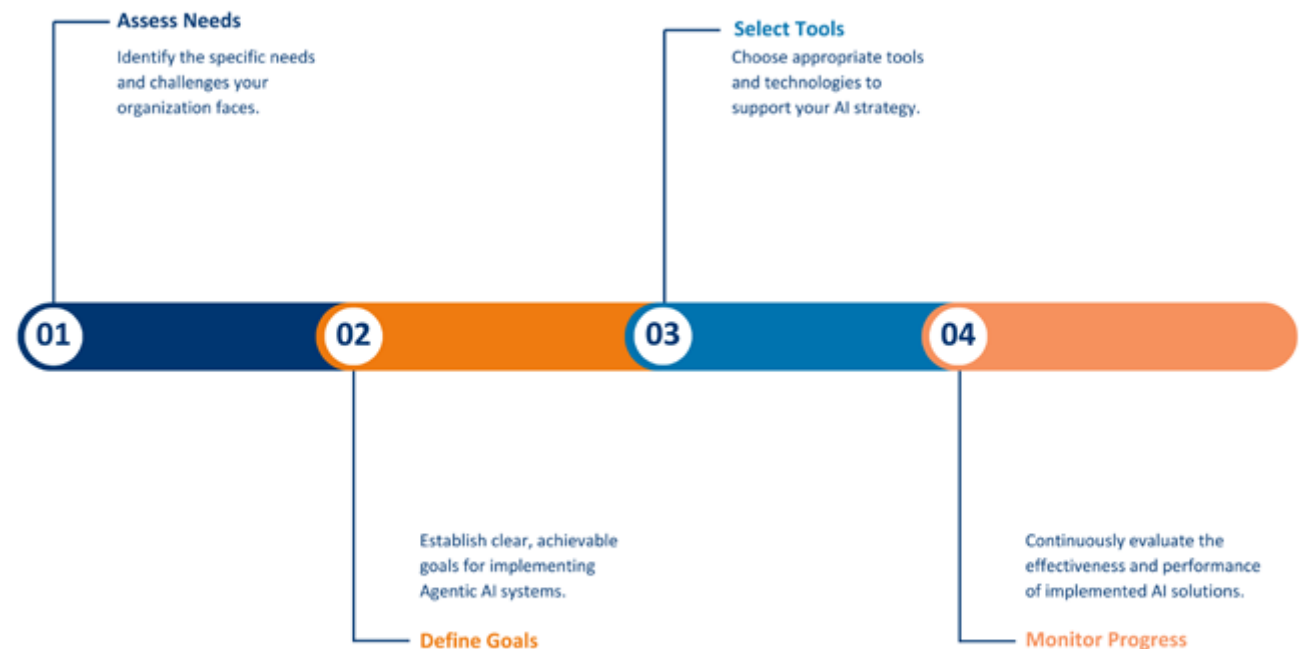 Assess Needs
Identify the specific needs
and challenges your
organization faces.
Select Tools
Choose appropriate tools
and technologies to
support your AI strategy.
01
02
03
04
Establish clear, achievable
goals for implementing
Agentic AI systems.
Define Goals
Continuously evaluate the
effectiveness and performance
of implemented AI solutions.
Monitor Progress